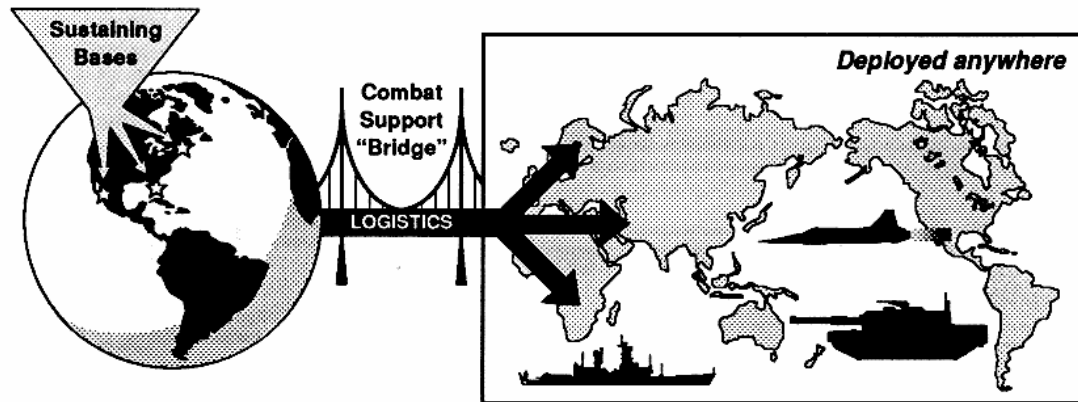 Sustaining
Bases
Combat
Support
“Bridge”
LOGISTICS
Deployed anywhere